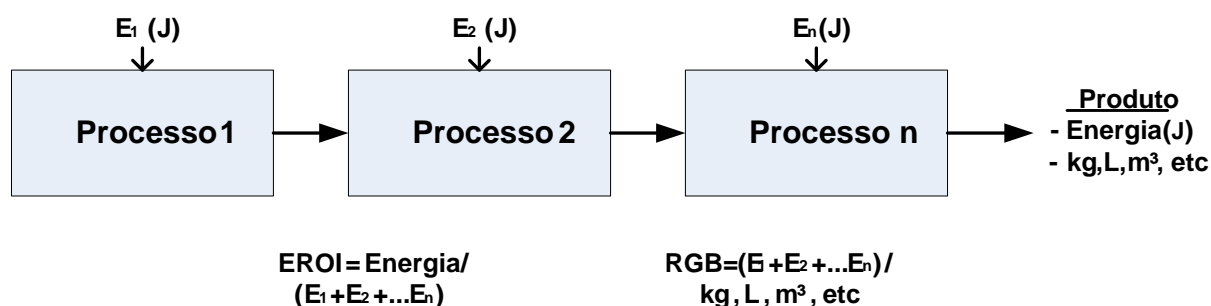 E₁ (J)
E₂ (J)
Eₙ(J)
Processo 1
Processo 2
Processo n
Produto
- Energia(J)
- kg,L,m³, etc
EROI = Energia/
(E₁+E₂+...Eₙ)
RGB=(E₁+E₂+...Eₙ)/
kg, L, m³, etc